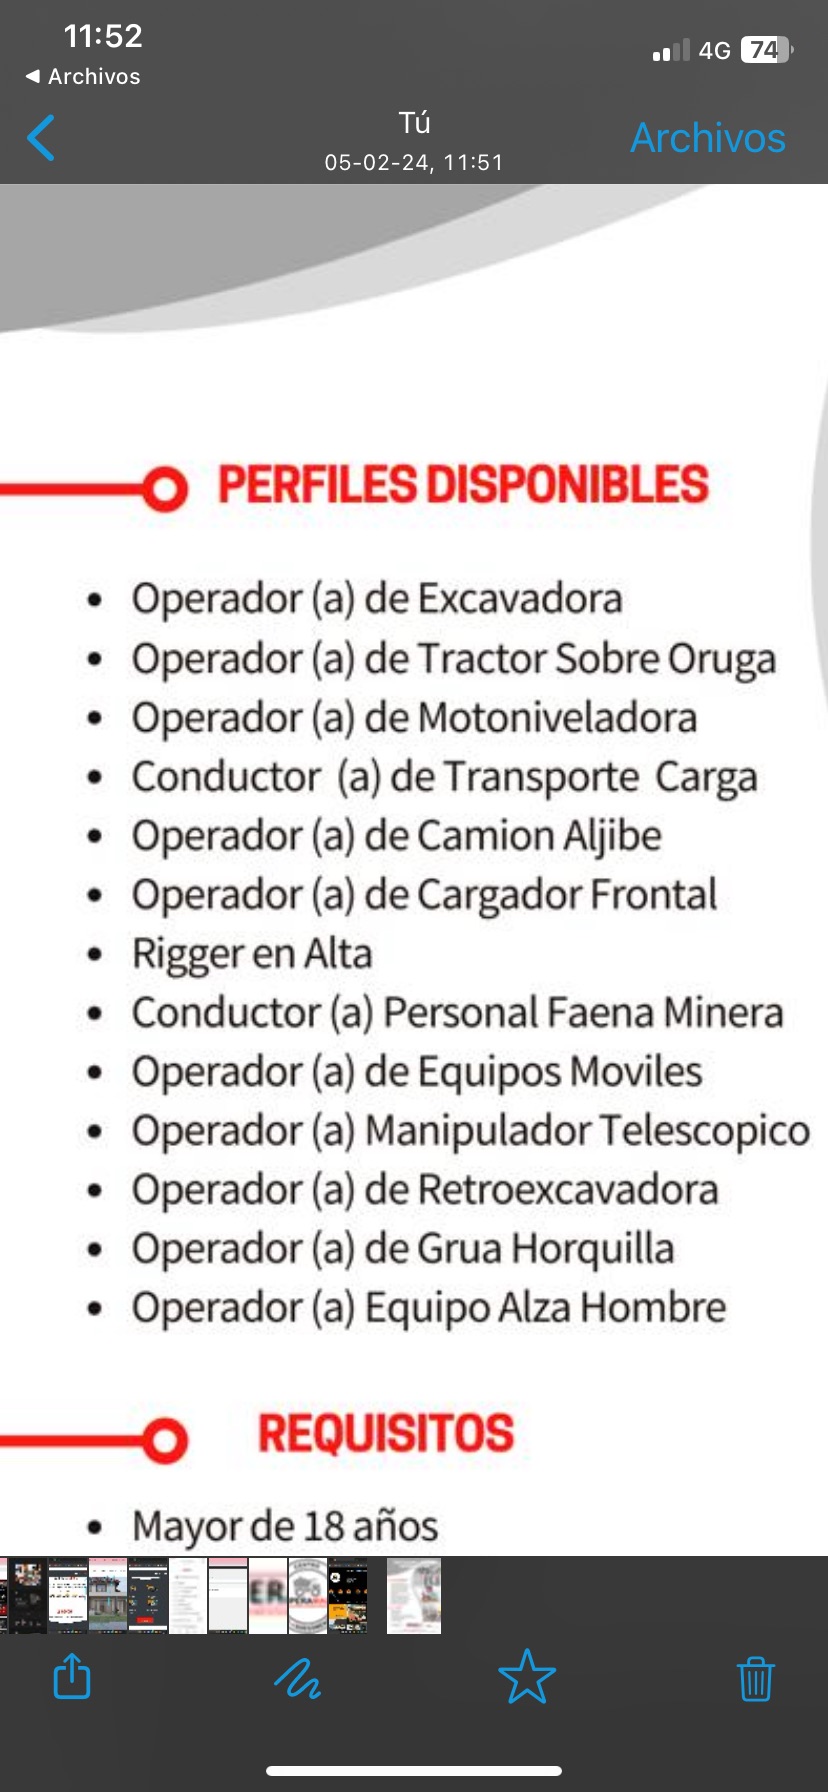 11:52
4G 74
◀ Archivos
Tú
Archivos
05-02-24, 11:51
PERFILES DISPONIBLES
• Operador (a) de Excavadora
• Operador (a) de Tractor Sobre Oruga
• Operador (a) de Motoniveladora
• Conductor (a) de Transporte Carga
• Operador (a) de Camion Aljibe
• Operador (a) de Cargador Frontal
• Rigger en Alta
• Conductor (a) Personal Faena Minera
• Operador (a) de Equipos Moviles
• Operador (a) Manipulador Telescopico
• Operador (a) de Retroexcavadora
• Operador (a) de Grua Horquilla
• Operador (a) Equipo Alza Hombre
REQUISITOS
• Mayor de 18 años
ER